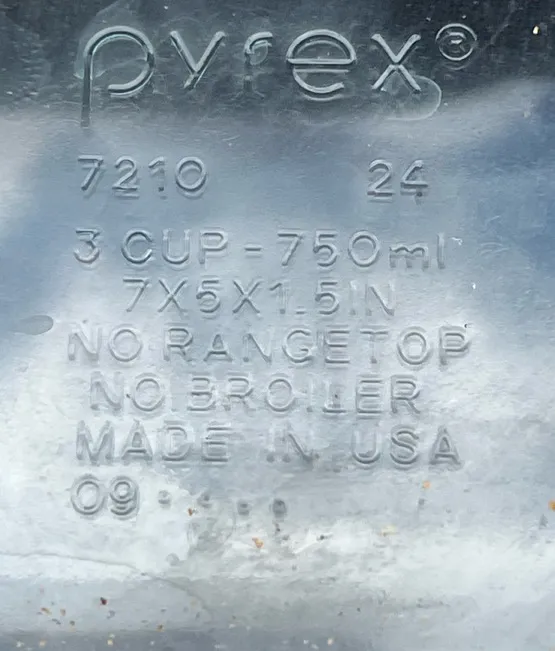 pyrex®
7210 24
3 CUP-750ml
7X5X1.5IN
NO RANGETOP
NO BROILER
MADE IN USA
09 · · · ·